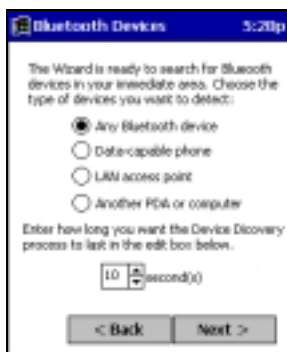 Bluetooth Devices 5:20p
The Wizard is ready to search for Bluetooth
devices in your immediate area. Choose the
type of devices you want to detect:
Any Bluetooth device
Data-capable phone
LAN access point
Another PDA or computer
Enter how long you want the Device Dicovery
process to last in the edit box below.
10 second(s)
< Back Next >